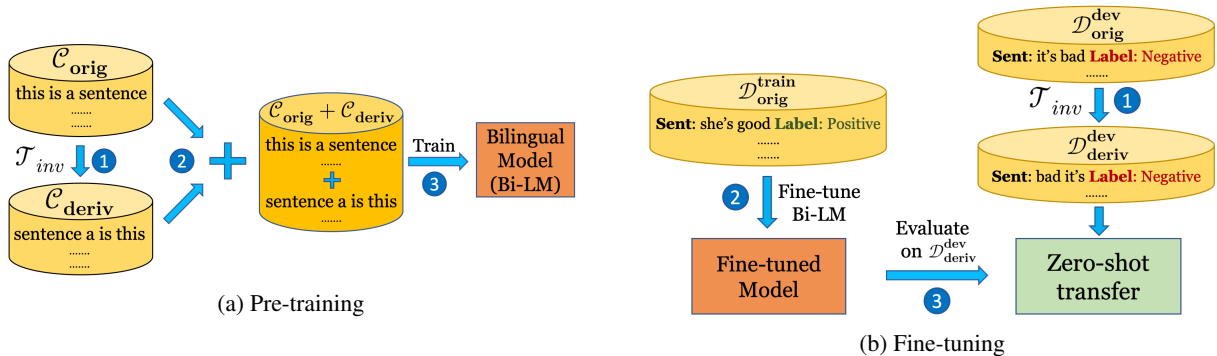 C_orig
this is a sentence
.......
.......
T_inv 1
C_deriv
sentence a is this
.......
.......
2
C_orig + C_deriv
this is a sentence
.......
sentence a is this
.......
Train
3
Bilingual
Model
(Bi-LM)
(a) Pre-training
D_orig^train
Sent: she's good Label: Positive
.......
.......
2
Fine-tune
Bi-LM
Fine-tuned
Model
Evaluate
on D_deriv^dev
3
D_orig^dev
Sent: it's bad Label: Negative
.......
T_inv 1
D_deriv^dev
Sent: bad it's Label: Negative
.......
Zero-shot
transfer
(b) Fine-tuning